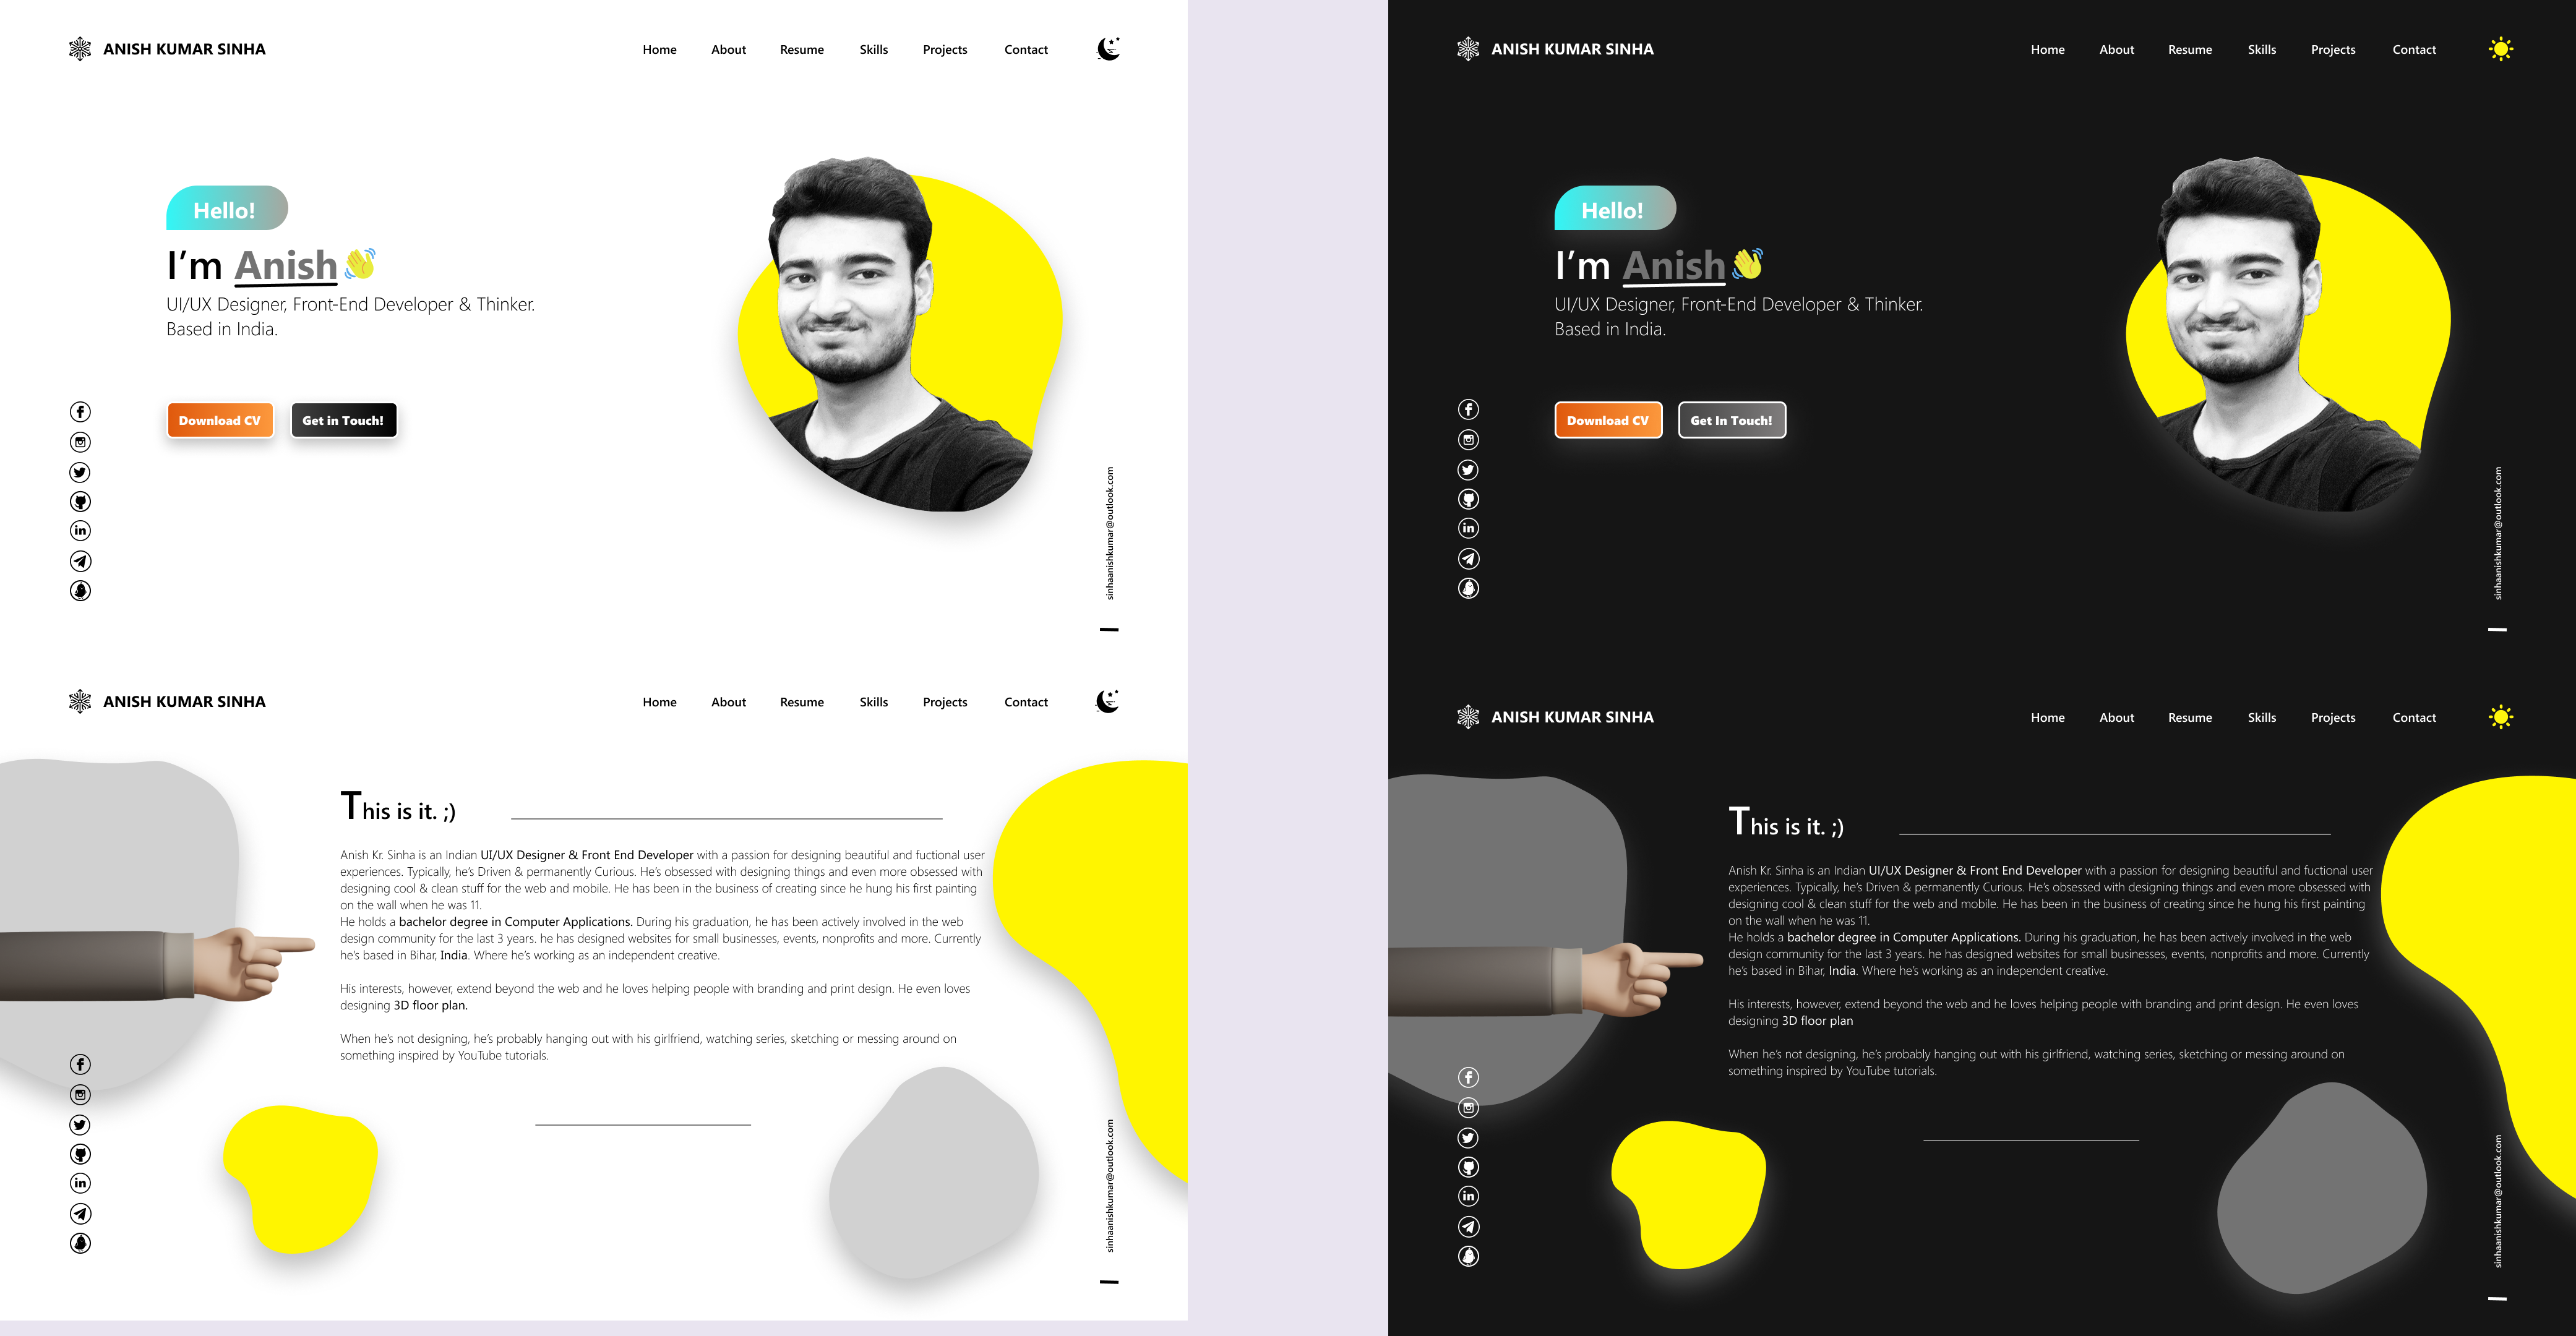 ANISH KUMAR SINHA
Home About Resume Skills Projects Contact
Hello!
I'm Anish
UI/UX Designer, Front-End Developer & Thinker.
Based in India.
Download CV Get in Touch!
sinhaanishkumar@outlook.com
ANISH KUMAR SINHA
Home About Resume Skills Projects Contact
This is it. ;)
Anish Kr. Sinha is an Indian UI/UX Designer & Front End Developer with a passion for designing beautiful and fuctional user
experiences. Typically, he's Driven & permanently Curious. He's obsessed with designing things and even more obsessed with
designing cool & clean stuff for the web and mobile. He has been in the business of creating since he hung his first painting
on the wall when he was 11.
He holds a bachelor degree in Computer Applications. During his graduation, he has been actively involved in the web
design community for the last 3 years. he has designed websites for small businesses, events, nonprofits and more. Currently
he's based in Bihar, India. Where he's working as an independent creative.
His interests, however, extend beyond the web and he loves helping people with branding and print design. He even loves
designing 3D floor plan.
When he's not designing, he's probably hanging out with his girlfriend, watching series, sketching or messing around on
something inspired by YouTube tutorials.
sinhaanishkumar@outlook.com
ANISH KUMAR SINHA
Home About Resume Skills Projects Contact
Hello!
I'm Anish
UI/UX Designer, Front-End Developer & Thinker.
Based in India.
Download CV Get In Touch!
sinhaanishkumar@outlook.com
ANISH KUMAR SINHA
Home About Resume Skills Projects Contact
This is it. ;)
Anish Kr. Sinha is an Indian UI/UX Designer & Front End Developer with a passion for designing beautiful and fuctional user
experiences. Typically, he's Driven & permanently Curious. He's obsessed with designing things and even more obsessed with
designing cool & clean stuff for the web and mobile. He has been in the business of creating since he hung his first painting
on the wall when he was 11.
He holds a bachelor degree in Computer Applications. During his graduation, he has been actively involved in the web
design community for the last 3 years. he has designed websites for small businesses, events, nonprofits and more. Currently
he's based in Bihar, India. Where he's working as an independent creative.
His interests, however, extend beyond the web and he loves helping people with branding and print design. He even loves
designing 3D floor plan
When he's not designing, he's probably hanging out with his girlfriend, watching series, sketching or messing around on
something inspired by YouTube tutorials.
sinhaanishkumar@outlook.com